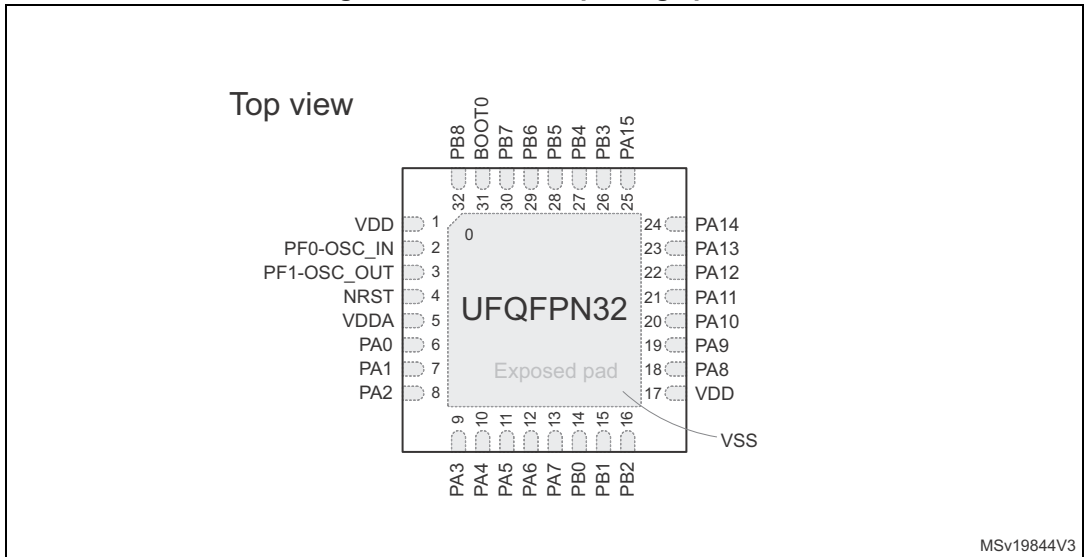 Top view
PB8
BOOT0
PB7
PB6
PB5
PB4
PB3
PA15
32
31
30
29
28
27
26
25
VDD 1
PF0-OSC_IN 2
PF1-OSC_OUT 3
NRST 4
VDDA 5
PA0 6
PA1 7
PA2 8
0
UFQFPN32
Exposed pad
24 PA14
23 PA13
22 PA12
21 PA11
20 PA10
19 PA9
18 PA8
17 VDD
9
10
11
12
13
14
15
16
VSS
PA3
PA4
PA5
PA6
PA7
PB0
PB1
PB2
MSv19844V3